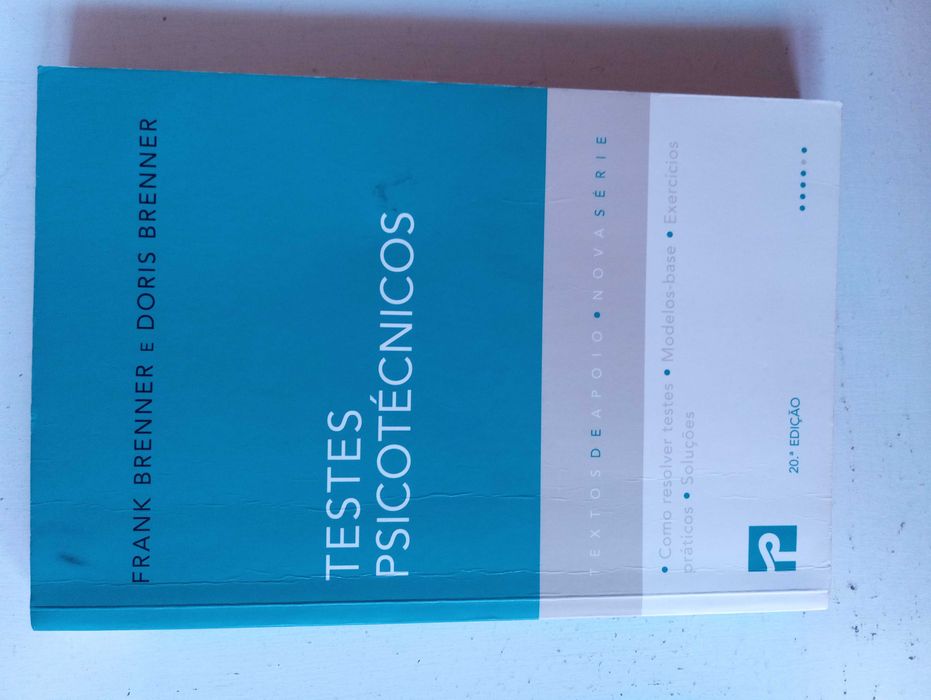 FRANK BRENNER E DORIS BRENNER
TESTES
PSICOTÉCNICOS
TEXTOS DE APOIO • NOVA SÉRIE
• Como resolver testes • Modelos-base • Exercícios
práticos • Soluções
20.ª EDIÇÃO